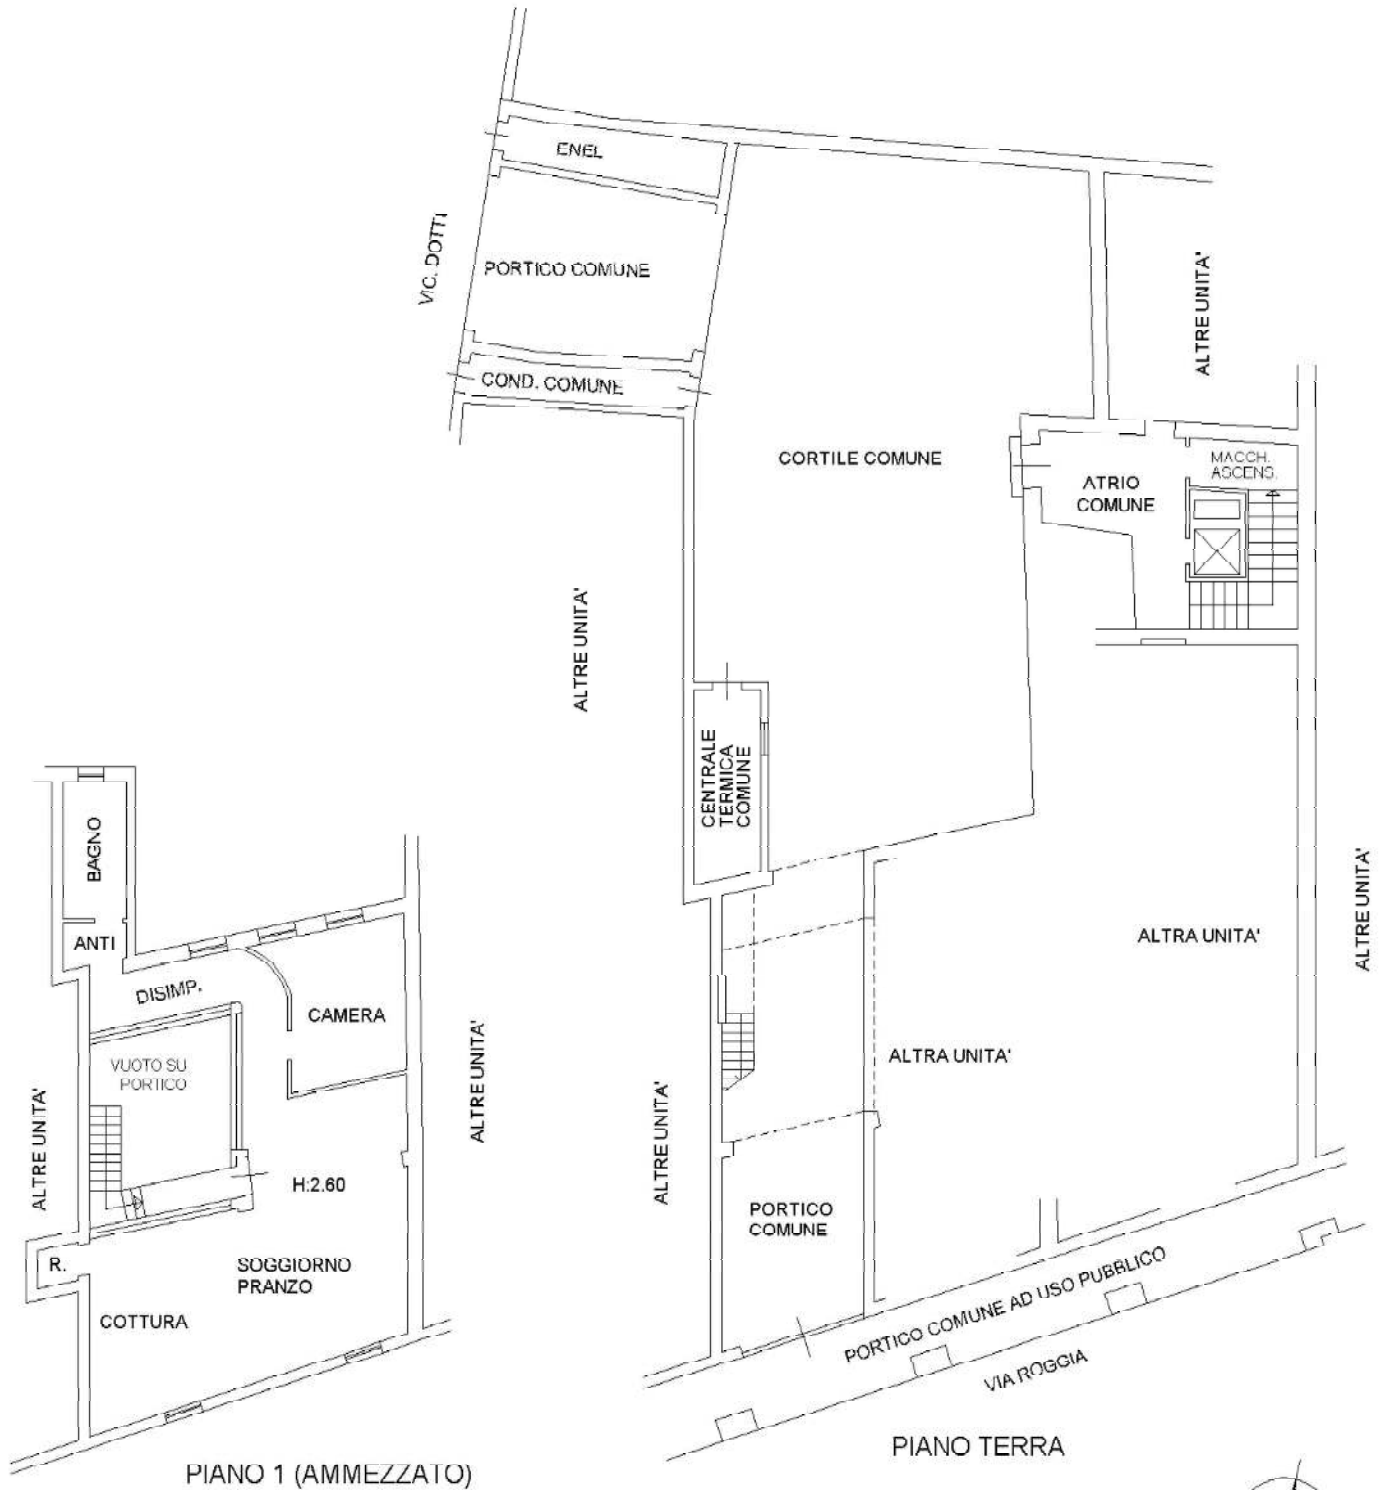 ENEL
VIC. DOTTI
PORTICO COMUNE
COND. COMUNE
ALTRE UNITA'
CORTILE COMUNE
MACCH.
ASCENS.
ATRIO
COMUNE
ALTRE UNITA'
CENTRALE
TERMICA
COMUNE
BAGNO
ANTI
DISIMP.
CAMERA
VUOTO SU
PORTICO
ALTRE UNITA'
ALTRE UNITA'
H:2.60
R.
SOGGIORNO
PRANZO
COTTURA
PIANO 1 (AMMEZZATO)
ALTRA UNITA'
ALTRE UNITA'
ALTRA UNITA'
ALTRE UNITA'
PORTICO
COMUNE
PORTICO COMUNE AD USO PUBBLICO
VIA ROGGIA
PIANO TERRA